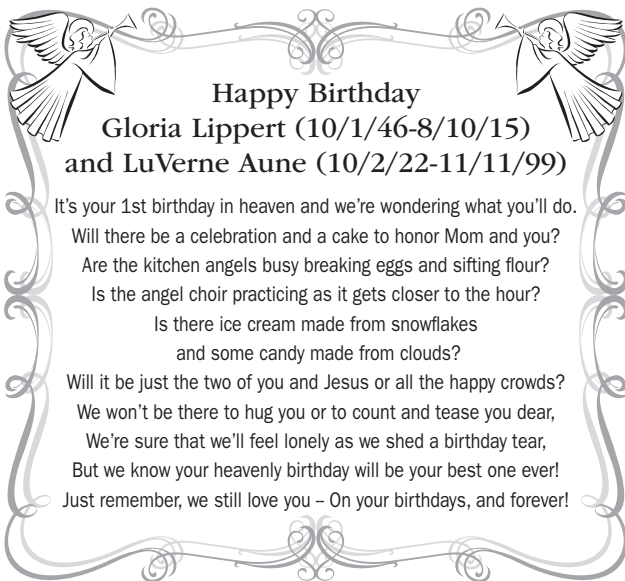 Happy Birthday
Gloria Lippert (10/1/46-8/10/15)
and LuVerne Aune (10/2/22-11/11/99)
It’s your 1st birthday in heaven and we’re wondering what you’ll do.
Will there be a celebration and a cake to honor Mom and you?
Are the kitchen angels busy breaking eggs and sifting flour?
Is the angel choir practicing as it gets closer to the hour?
Is there ice cream made from snowflakes
and some candy made from clouds?
Will it be just the two of you and Jesus or all the happy crowds?
We won’t be there to hug you or to count and tease you dear,
We’re sure that we’ll feel lonely as we shed a birthday tear,
But we know your heavenly birthday will be your best one ever!
Just remember, we still love you – On your birthdays, and forever!